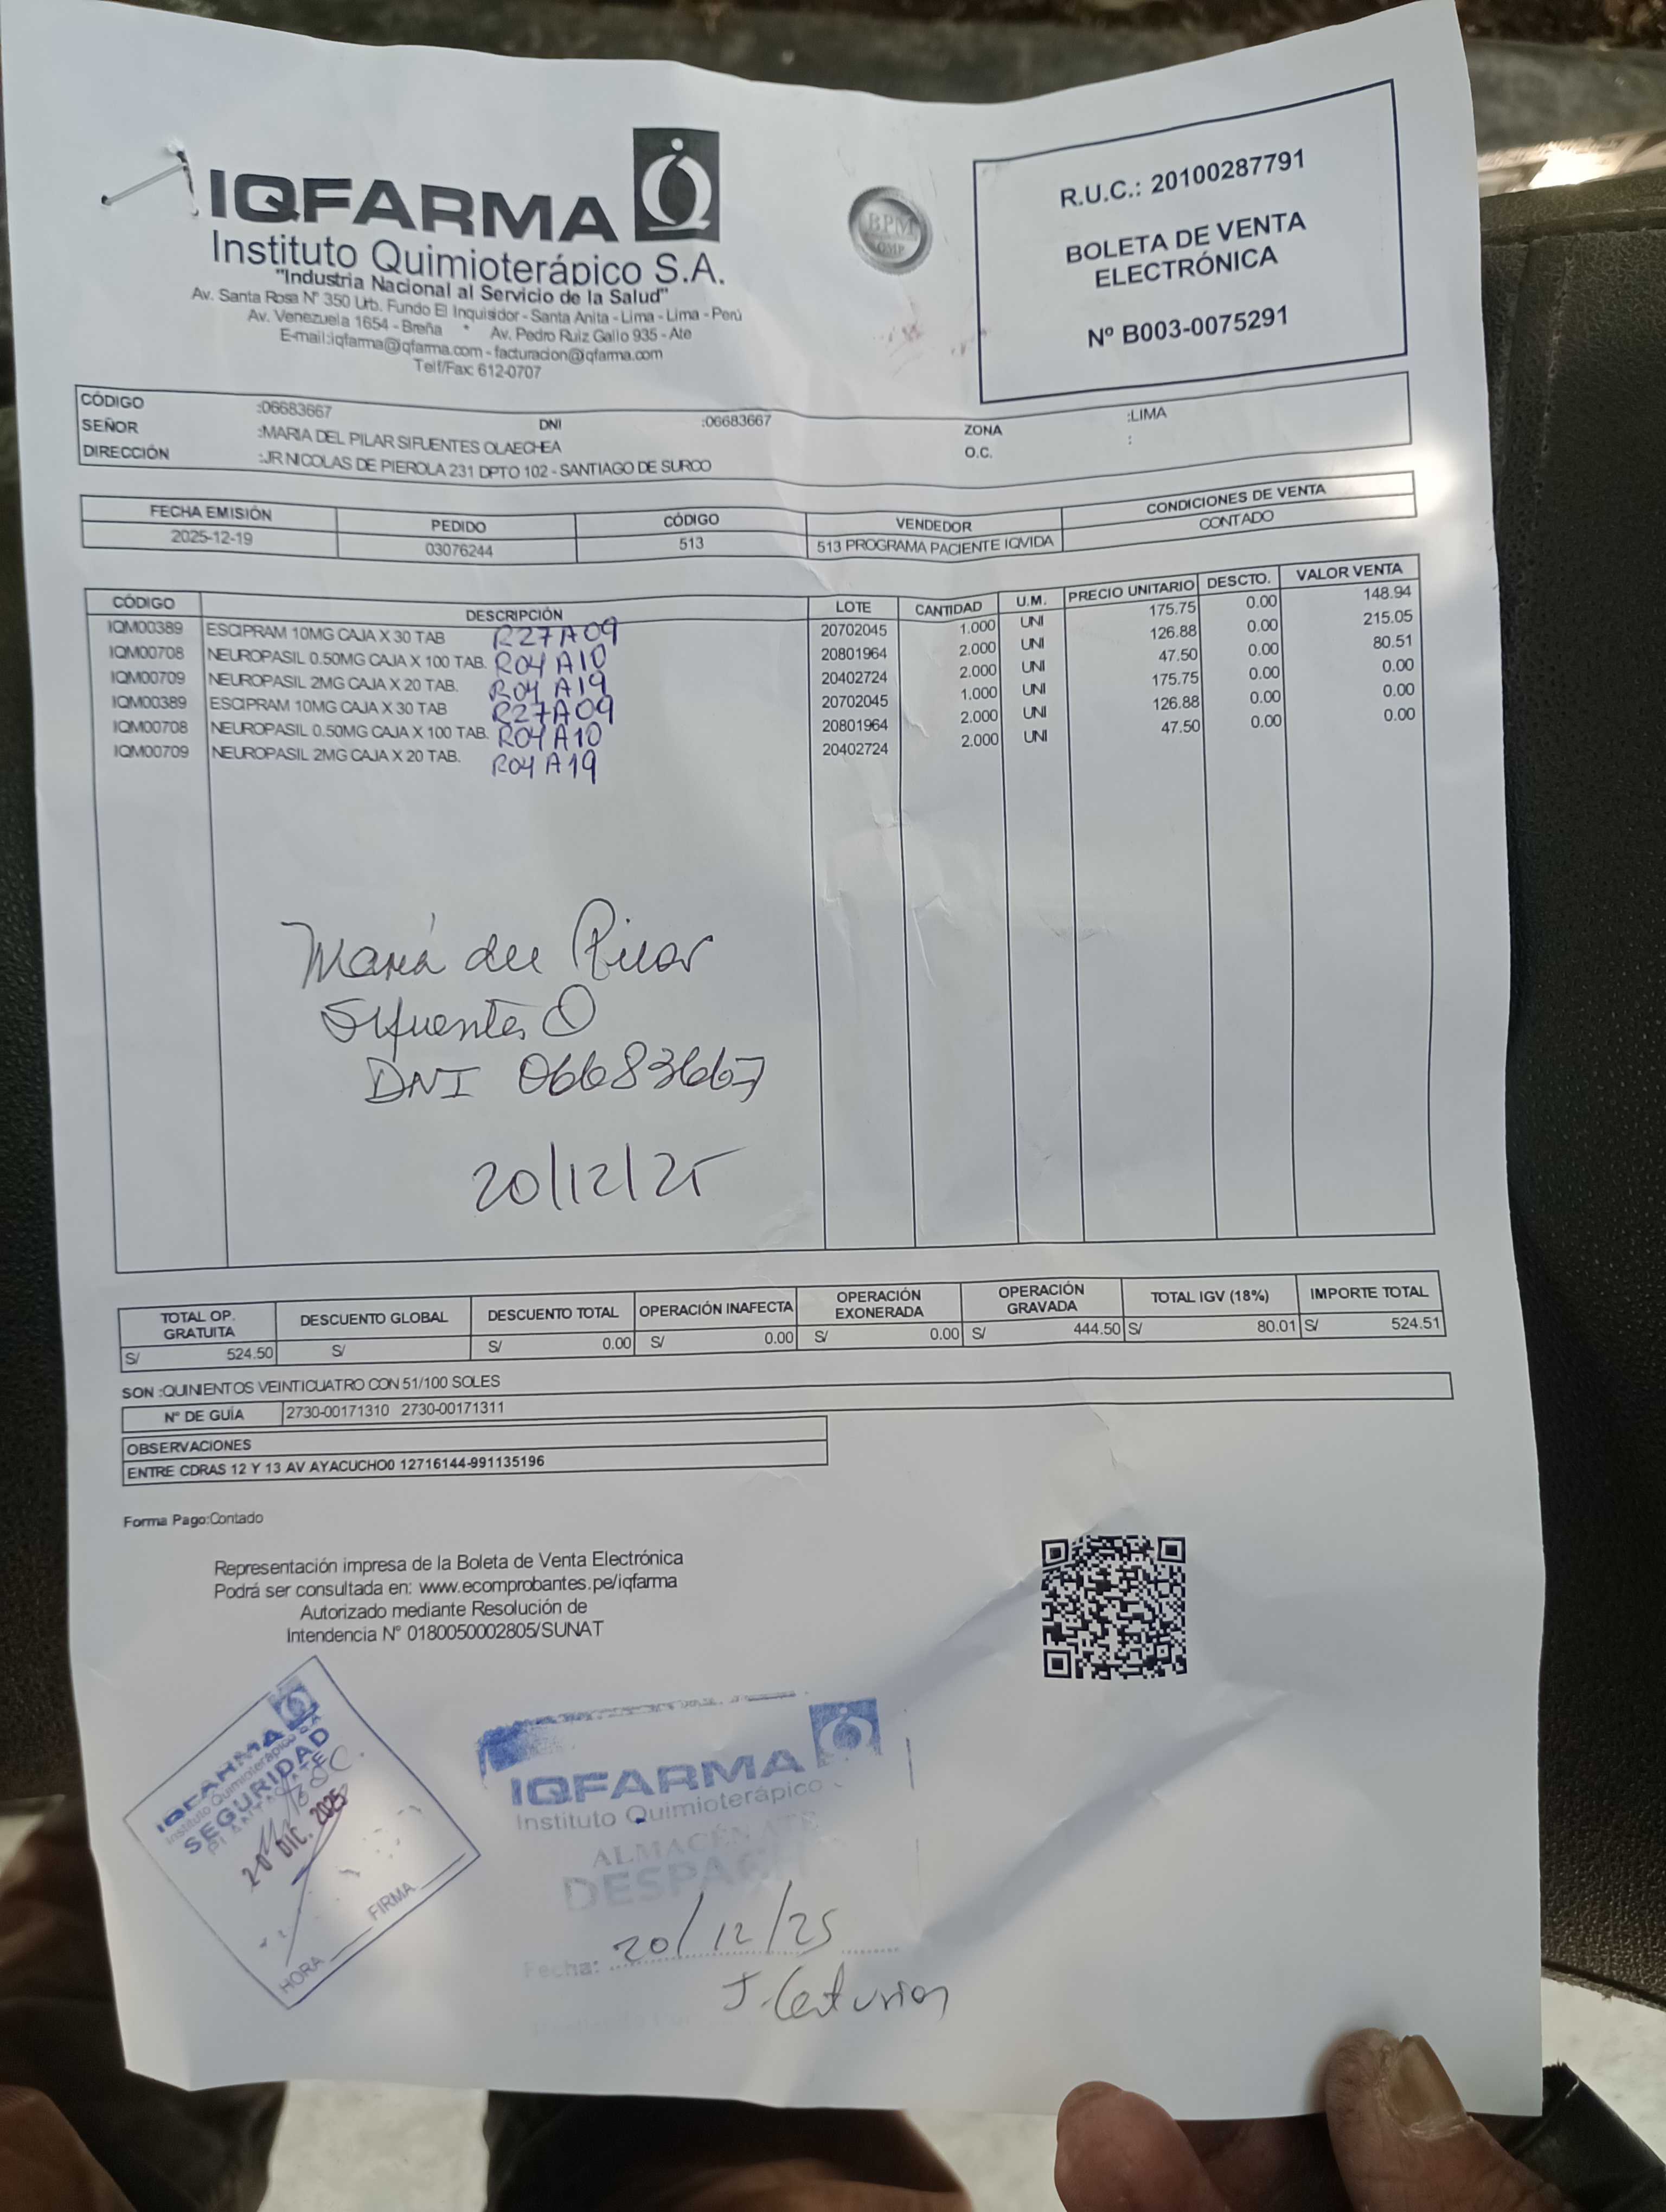 IQFARMA
Instituto Quimioterápico S.A.
"Industria Nacional al Servicio de la Salud"
Av. Santa Rosa N° 350 Urb. Fundo El Inquisidor - Santa Anita - Lima - Lima - Perú
Av. Venezuela 1654 - Breña * Av. Pedro Ruiz Gallo 935 - Ate
E-mail:iqfarma@iqfarma.com - facturacion@iqfarma.com
Telf/Fax: 612-0707
BPM
GMP
R.U.C.: 20100287791
BOLETA DE VENTA
ELECTRÓNICA
Nº B003-0075291
CÓDIGO :06683667 DNI :06683667 ZONA :LIMA
SEÑOR :MARIA DEL PILAR SIFUENTES OLAECHEA O.C. :
DIRECCIÓN :JR NICOLAS DE PIEROLA 231 DPTO 102 - SANTIAGO DE SURCO
FECHA EMISIÓN PEDIDO CÓDIGO VENDEDOR CONDICIONES DE VENTA
2025-12-19 03076244 513 513 PROGRAMA PACIENTE IQVIDA CONTADO
CÓDIGO DESCRIPCIÓN LOTE CANTIDAD U.M. PRECIO UNITARIO DESCTO. VALOR VENTA
IQM00389 ESCIPRAM 10MG CAJA X 30 TAB R27A09 20702045 1.000 UNI 175.75 0.00 148.94
IQM00708 NEUROPASIL 0.50MG CAJA X 100 TAB. R04A10 20801964 2.000 UNI 126.88 0.00 215.05
IQM00709 NEUROPASIL 2MG CAJA X 20 TAB. R04A19 20402724 2.000 UNI 47.50 0.00 80.51
IQM00389 ESCIPRAM 10MG CAJA X 30 TAB R27A09 20702045 1.000 UNI 175.75 0.00 0.00
IQM00708 NEUROPASIL 0.50MG CAJA X 100 TAB. R04A10 20801964 2.000 UNI 126.88 0.00 0.00
IQM00709 NEUROPASIL 2MG CAJA X 20 TAB. R04A19 20402724 2.000 UNI 47.50 0.00 0.00
María del Pilar
Sifuentes O
DNI 06683667
20/12/25
TOTAL OP. GRATUITA DESCUENTO GLOBAL DESCUENTO TOTAL OPERACIÓN INAFECTA OPERACIÓN EXONERADA OPERACIÓN GRAVADA TOTAL IGV (18%) IMPORTE TOTAL
S/ 524.50 S/ S/ 0.00 S/ 0.00 S/ 0.00 S/ 444.50 S/ 80.01 S/ 524.51
SON :QUINIENTOS VEINTICUATRO CON 51/100 SOLES
N° DE GUÍA 2730-00171310 2730-00171311
OBSERVACIONES
ENTRE CDRAS 12 Y 13 AV AYACUCHO0 12716144-991135196
Forma Pago:Contado
Representación impresa de la Boleta de Venta Electrónica
Podrá ser consultada en: www.ecomprobantes.pe/iqfarma
Autorizado mediante Resolución de
Intendencia N° 0180050002805/SUNAT
IQFARMA
Instituto Quimioterápico
SEGURIDAD
20 DIC. 2025
HORA FIRMA
IQFARMA
Instituto Quimioterápico
ALMACÉN ATE
DESPACH
Fecha: 20/12/25
J. Centurion